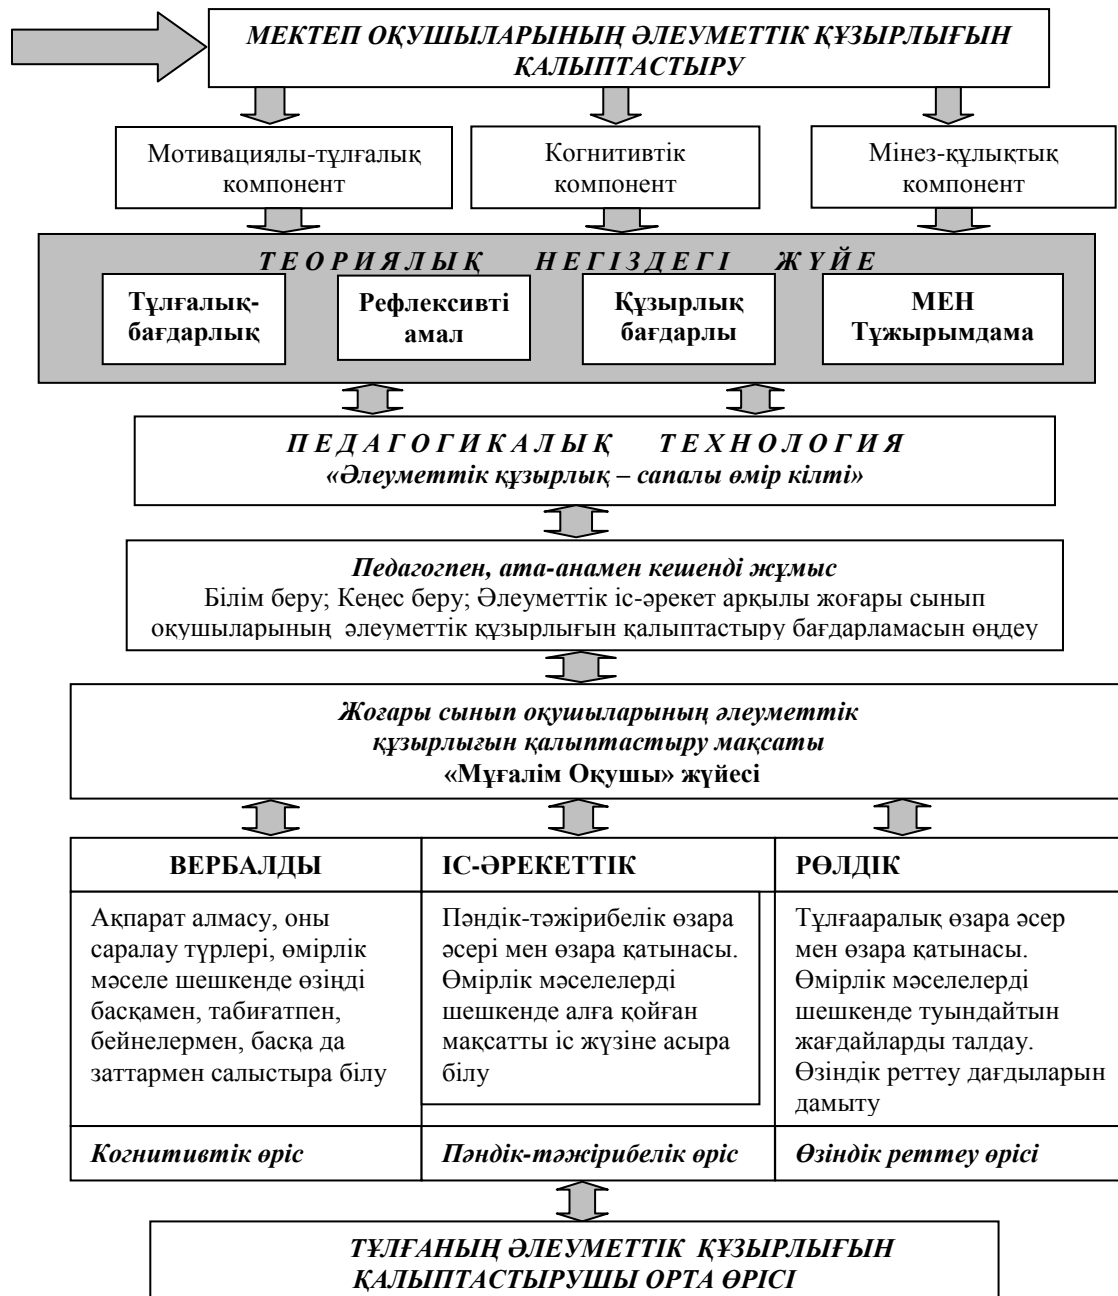 МЕКТЕП ОҚУШЫЛАРЫНЫҢ ӘЛЕУМЕТТІК ҚҰЗЫРЛЫҒЫН
ҚАЛЫПТАСТЫРУ
Мотивациялы-тұлғалық
компонент
Когнитивтік
компонент
Мінез-құлықтық
компонент
ТЕОРИЯЛЫҚ НЕГІЗДЕГІ ЖҮЙЕ
Тұлғалық-
бағдарлық
Рефлексивті
амал
Құзырлық
бағдарлы
МЕН
Тұжырымдама
ПЕДАГОГИКАЛЫҚ ТЕХНОЛОГИЯ
«Әлеуметтік құзырлық – сапалы өмір кілті»
Педагогпен, ата-анамен кешенді жұмыс
Білім беру; Кеңес беру; Әлеуметтік іс-әрекет арқылы жоғары сынып
оқушыларының әлеуметтік құзырлығын қалыптастыру бағдарламасын өңдеу
Жоғары сынып оқушыларының әлеуметтік
құзырлығын қалыптастыру мақсаты
«Мұғалім Оқушы» жүйесі
ВЕРБАЛДЫ
Ақпарат алмасу, оны
саралау түрлері, өмірлік
мәселе шешкенде өзіңді
басқамен, табиғатпен,
бейнелермен, басқа да
заттармен салыстыра білу
Когнитивтік өріс
ІС-ӘРЕКЕТТІК
Пәндік-тәжірибелік өзара
әсері мен өзара қатынасы.
Өмірлік мәселелерді
шешкенде алға қойған
мақсатты іс жүзіне асыра
білу
Пәндік-тәжірибелік өріс
РӨЛДІК
Тұлғааралық өзара әсер
мен өзара қатынасы.
Өмірлік мәселелерді
шешкенде туындайтын
жағдайларды талдау.
Өзіндік реттеу дағдыларын
дамыту
Өзіндік реттеу өрісі
ТҰЛҒАНЫҢ ӘЛЕУМЕТТІК ҚҰЗЫРЛЫҒЫН
ҚАЛЫПТАСТЫРУШЫ ОРТА ӨРІСІ